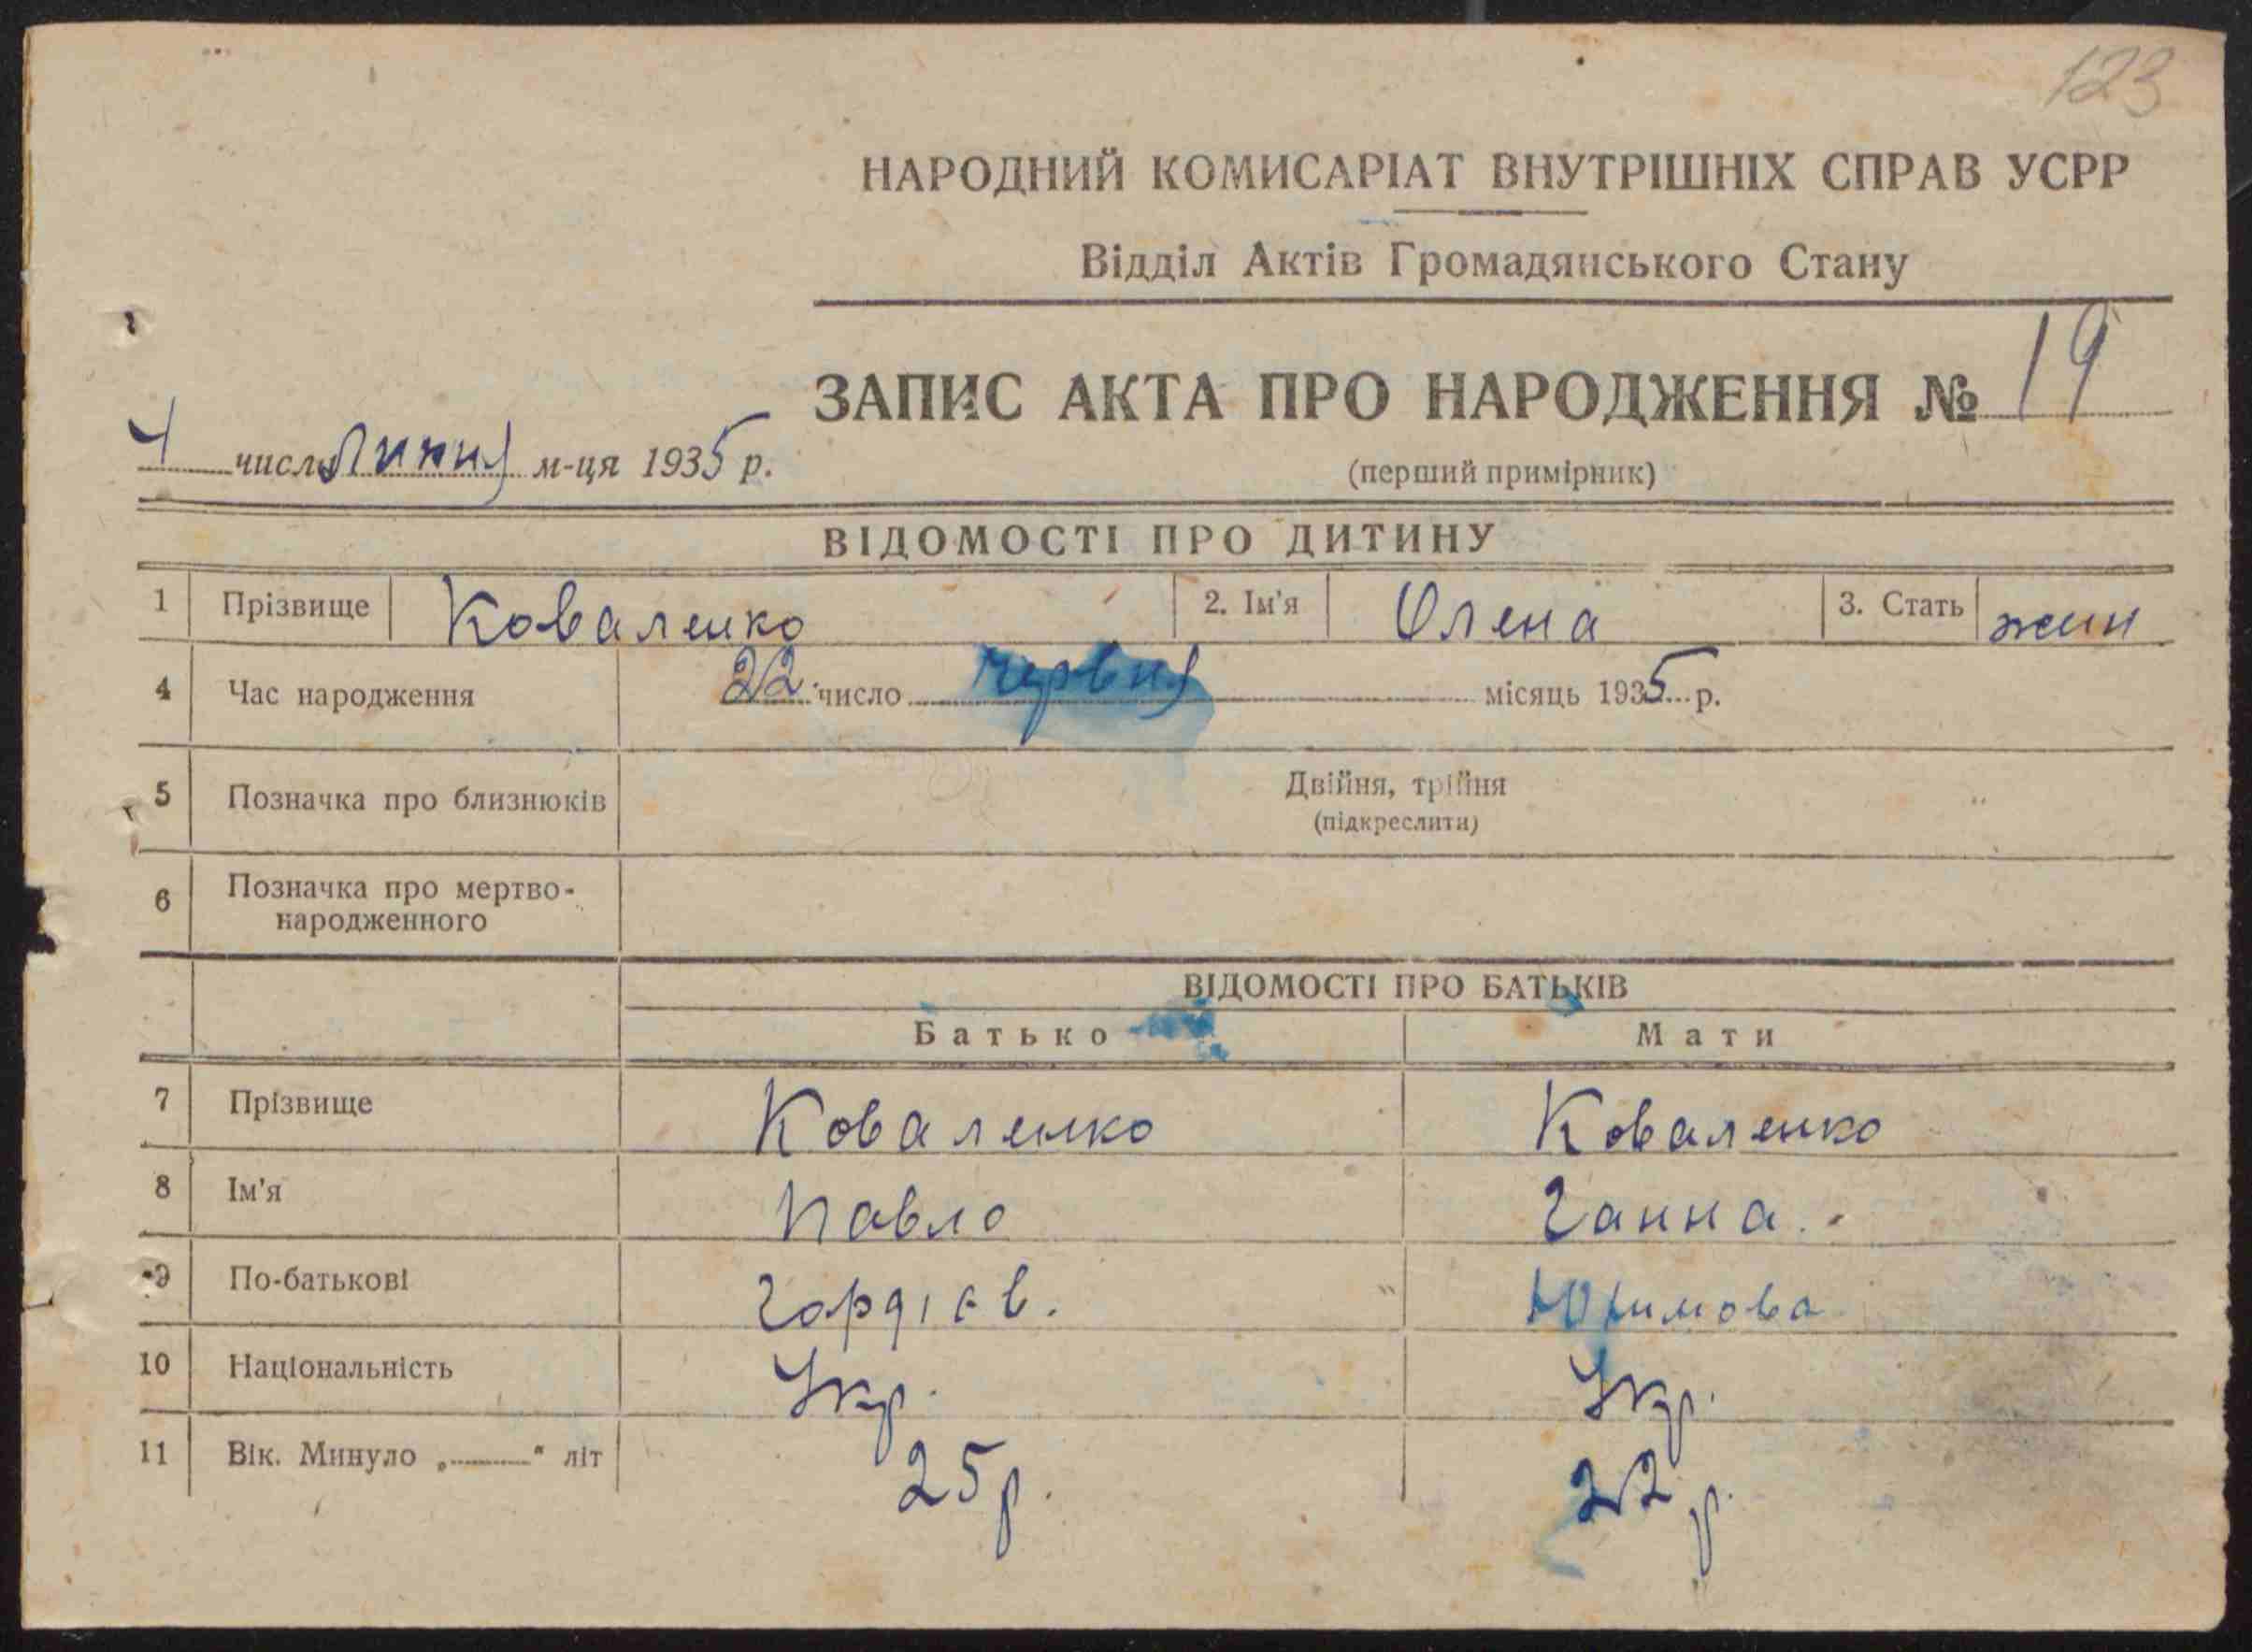 123
НАРОДНИЙ КОМИСАРІАТ ВНУТРІШНІХ СПРАВ УСРР
Відділ Актів Громадянського Стану
ЗАПИС АКТА ПРО НАРОДЖЕННЯ № 19
4 числа Липня м-ця 1935 р.
(перший примірник)
ВІДОМОСТІ ПРО ДИТИНУ
1 Прізвище Коваленко 2. Ім'я Олена 3. Стать жин
4 Час народження 22 число червня місяць 1935 р.
5 Позначка про близнюків Двійня, трійня
(підкреслити)
6 Позначка про мертво-
народженного
ВІДОМОСТІ ПРО БАТЬКІВ
Батько Мати
7 Прізвище Коваленко Коваленко
8 Ім'я Павло Ганна
9 По-батькові Гордієв. Юхимова
10 Національність Укр. Укр.
11 Вік. Минуло „ “ літ 25 р. 22 р.